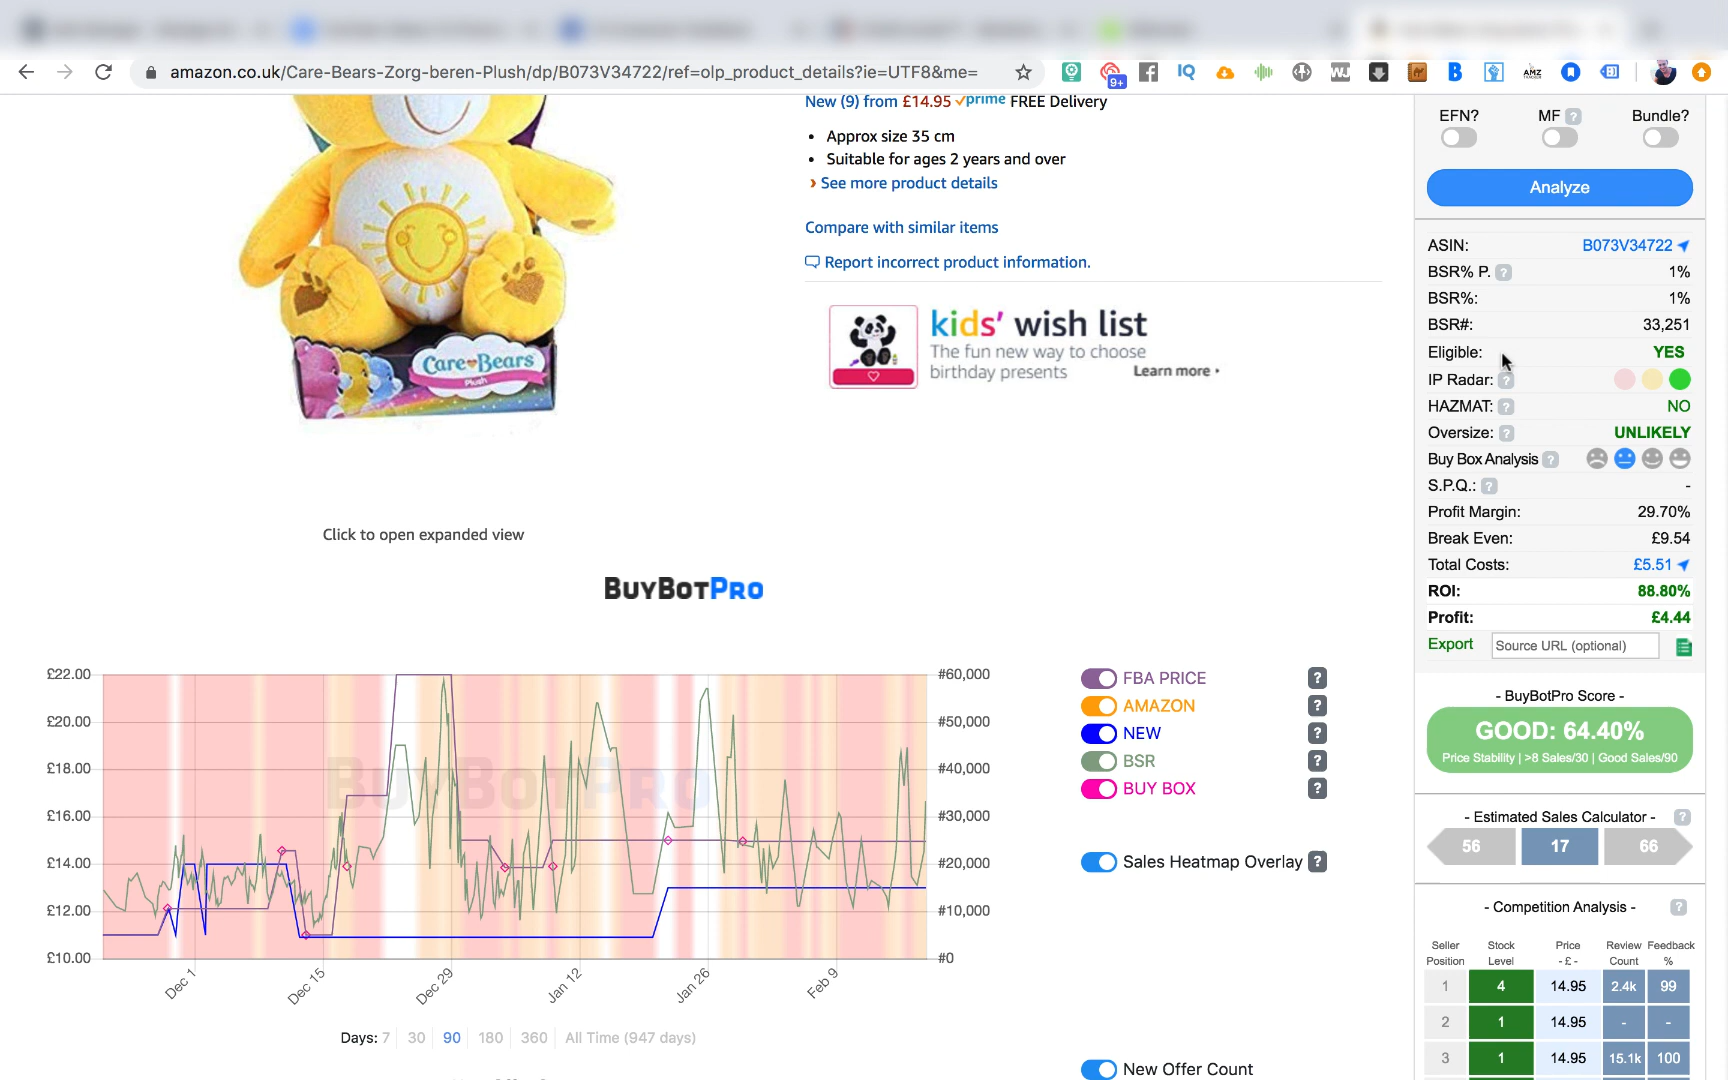 amazon.co.uk/Care-Bears-Zorg-beren-Plush/dp/B073V34722/ref=olp_product_details?ie=UTF8&me=
9+
IQ
WJ
B
AMZ
New (9) from £14.95 prime FREE Delivery
• Approx size 35 cm
• Suitable for ages 2 years and over
› See more product details
Compare with similar items
Report incorrect product information.
kids' wish list
The fun new way to choose
birthday presents
Learn more ›
Care Bears
Plush
Click to open expanded view
BUYBOTPRO
£22.00
£20.00
£18.00
£16.00
£14.00
£12.00
£10.00
#60,000
#50,000
#40,000
#30,000
#20,000
#10,000
#0
BUYBOTPRO
Dec 1
Dec 15
Dec 29
Jan 12
Jan 26
Feb 9
Days: 7 30 90 180 360 All Time (947 days)
FBA PRICE ?
AMAZON ?
NEW ?
BSR ?
BUY BOX ?
Sales Heatmap Overlay ?
New Offer Count
EFN? MF ? Bundle?
Analyze
ASIN: B073V34722
BSR% P. ? 1%
BSR%: 1%
BSR#: 33,251
Eligible: YES
IP Radar: ?
HAZMAT: ? NO
Oversize: ? UNLIKELY
Buy Box Analysis ?
S.P.Q.: ? -
Profit Margin: 29.70%
Break Even: £9.54
Total Costs: £5.51
ROI: 88.80%
Profit: £4.44
Export Source URL (optional)
- BuyBotPro Score -
GOOD: 64.40%
Price Stability | >8 Sales/30 | Good Sales/90
- Estimated Sales Calculator - ?
56 17 66
- Competition Analysis - ?
Seller Position Stock Level Price - £ - Review Count Feedback %
1 4 14.95 2.4k 99
2 1 14.95 - -
3 1 14.95 15.1k 100